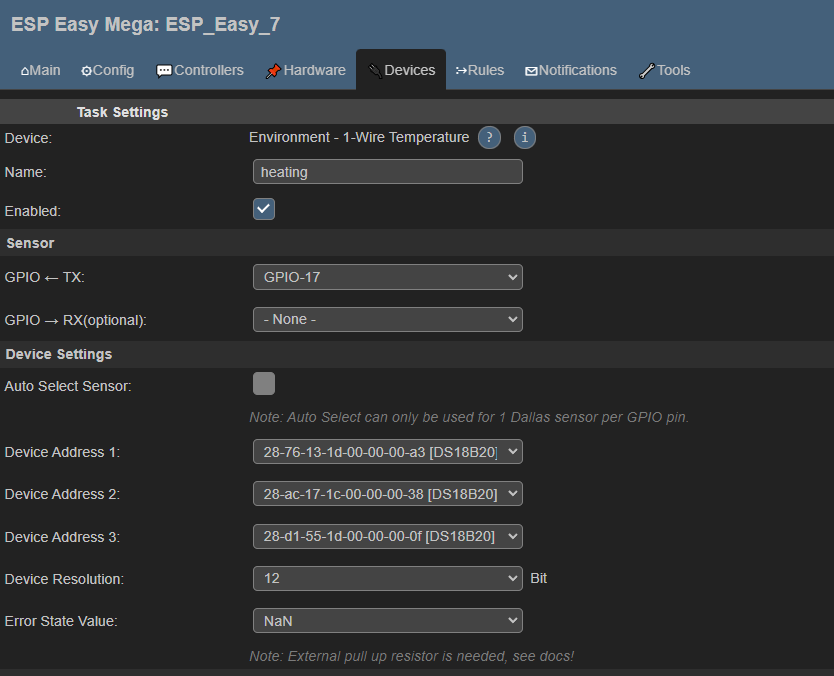 ESP Easy Mega: ESP_Easy_7
⌂Main ⚙Config 💬Controllers 📌Hardware 🔌Devices Rules ✉Notifications 🔧Tools
Task Settings
Device: Environment - 1-Wire Temperature ? i
Name: heating
Enabled:
Sensor
GPIO ← TX: GPIO-17
GPIO → RX(optional): - None -
Device Settings
Auto Select Sensor:
Note: Auto Select can only be used for 1 Dallas sensor per GPIO pin.
Device Address 1: 28-76-13-1d-00-00-00-a3 [DS18B20]
Device Address 2: 28-ac-17-1c-00-00-00-38 [DS18B20]
Device Address 3: 28-d1-55-1d-00-00-00-0f [DS18B20]
Device Resolution: 12 Bit
Error State Value: NaN
Note: External pull up resistor is needed, see docs!